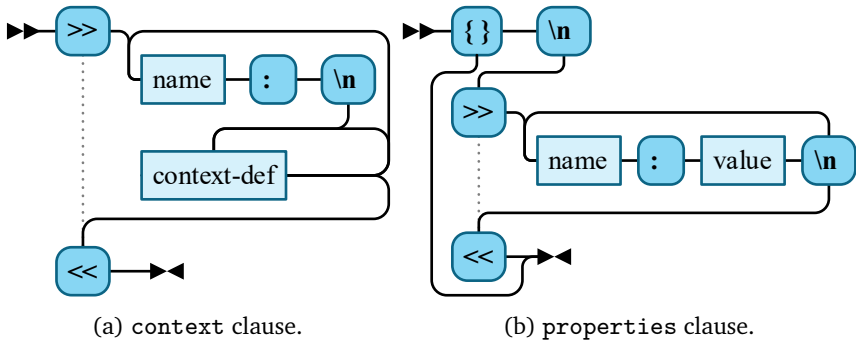 >>
name : \n
context-def
<<
(a) context clause.
{ } \n
>>
name : value \n
<<
(b) properties clause.